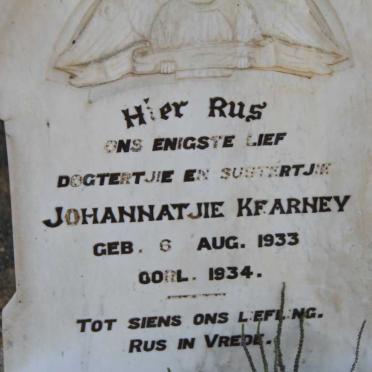 Hier Rus
ONS ENIGSTE LIEF
DOGTERTJIE EN SUSTERTJIE
JOHANNATJIE KEARNEY
GEB. 6 AUG. 1933
OORL. 1934.
TOT SIENS ONS LIEFLING.
RUS IN VREDE.